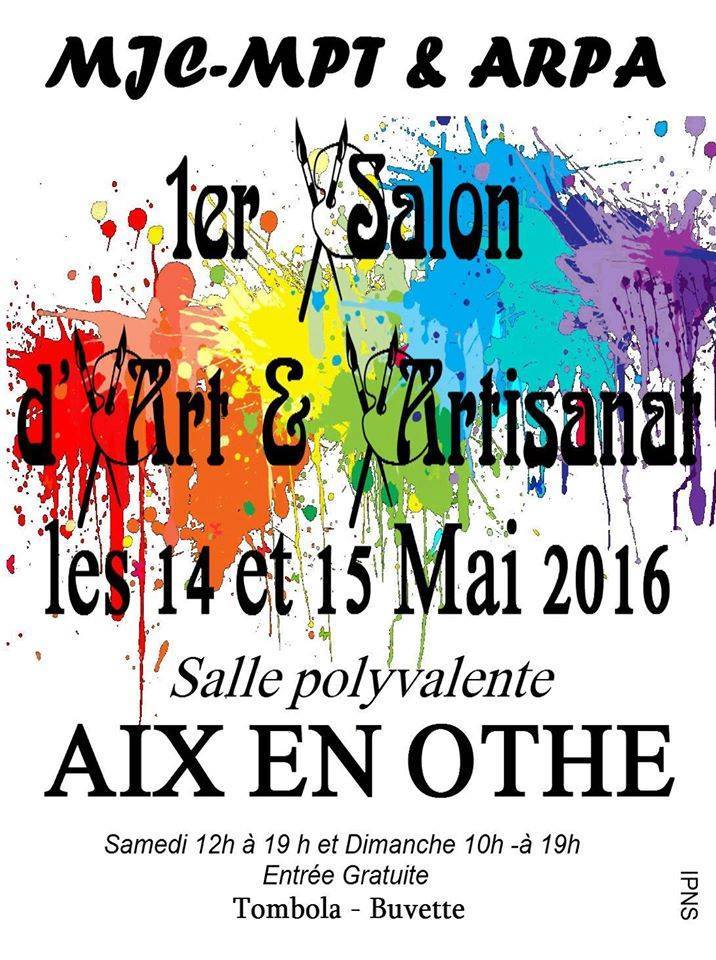 MJC-MPT & ARPA
1er Salon
d'Art & Artisanat
les 14 et 15 Mai 2016
Salle polyvalente
AIX EN OTHE
Samedi 12h à 19 h et Dimanche 10h -à 19h
Entrée Gratuite
Tombola - Buvette
IPNS